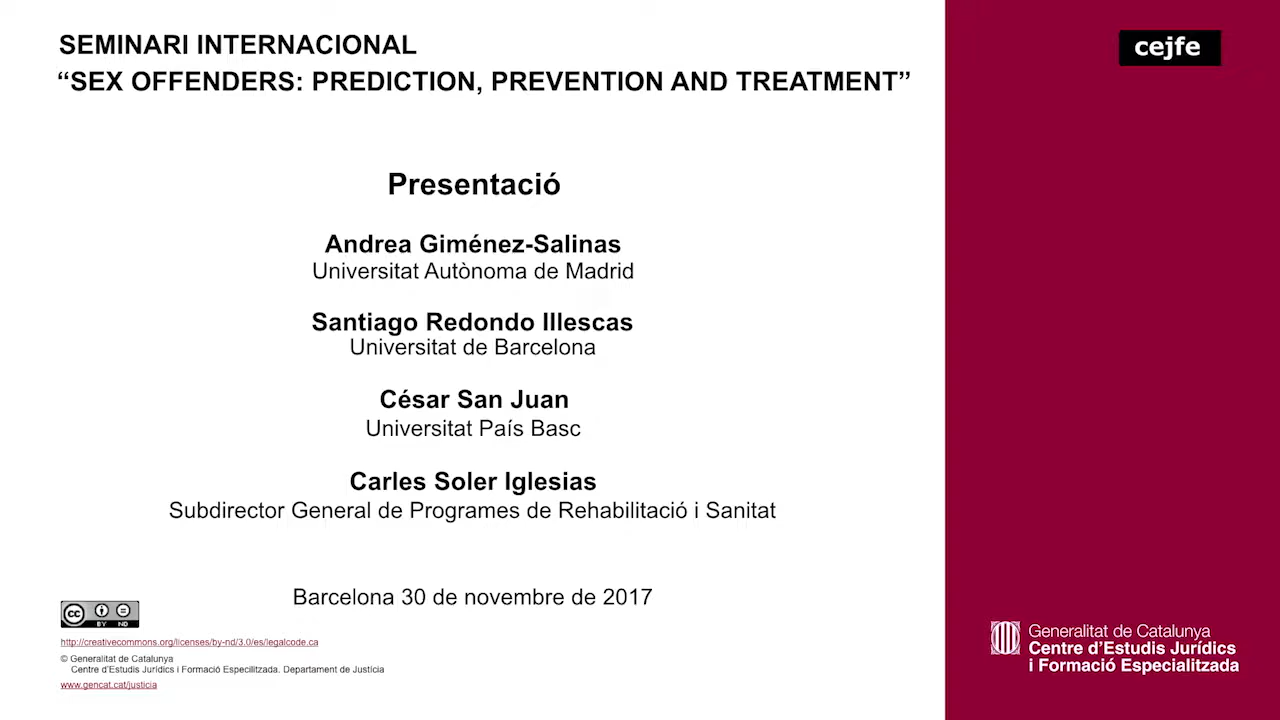 SEMINARI INTERNACIONAL
“SEX OFFENDERS: PREDICTION, PREVENTION AND TREATMENT”
cejfe
Presentació
Andrea Giménez-Salinas
Universitat Autònoma de Madrid
Santiago Redondo Illescas
Universitat de Barcelona
César San Juan
Universitat País Basc
Carles Soler Iglesias
Subdirector General de Programes de Rehabilitació i Sanitat
Barcelona 30 de novembre de 2017
cc BY ND
http://creativecommons.org/licenses/by-nd/3.0/es/legalcode.ca
© Generalitat de Catalunya
Centre d'Estudis Jurídics i Formació Especilitzada. Departament de Justícia
www.gencat.cat/justicia
Generalitat de Catalunya
Centre d'Estudis Jurídics
i Formació Especialitzada